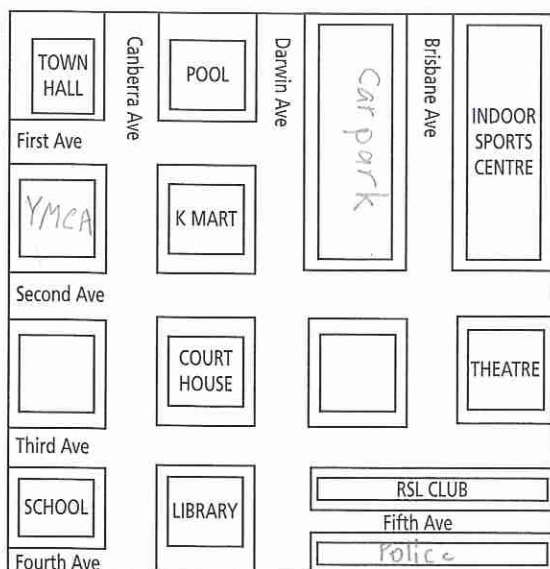 TOWN
HALL
Canberra Ave
POOL
Darwin Ave
Car park
Brisbane Ave
INDOOR
SPORTS
CENTRE
First Ave
YMCA
K MART
Second Ave
COURT
HOUSE
THEATRE
Third Ave
SCHOOL
LIBRARY
RSL CLUB
Fifth Ave
Police
Fourth Ave